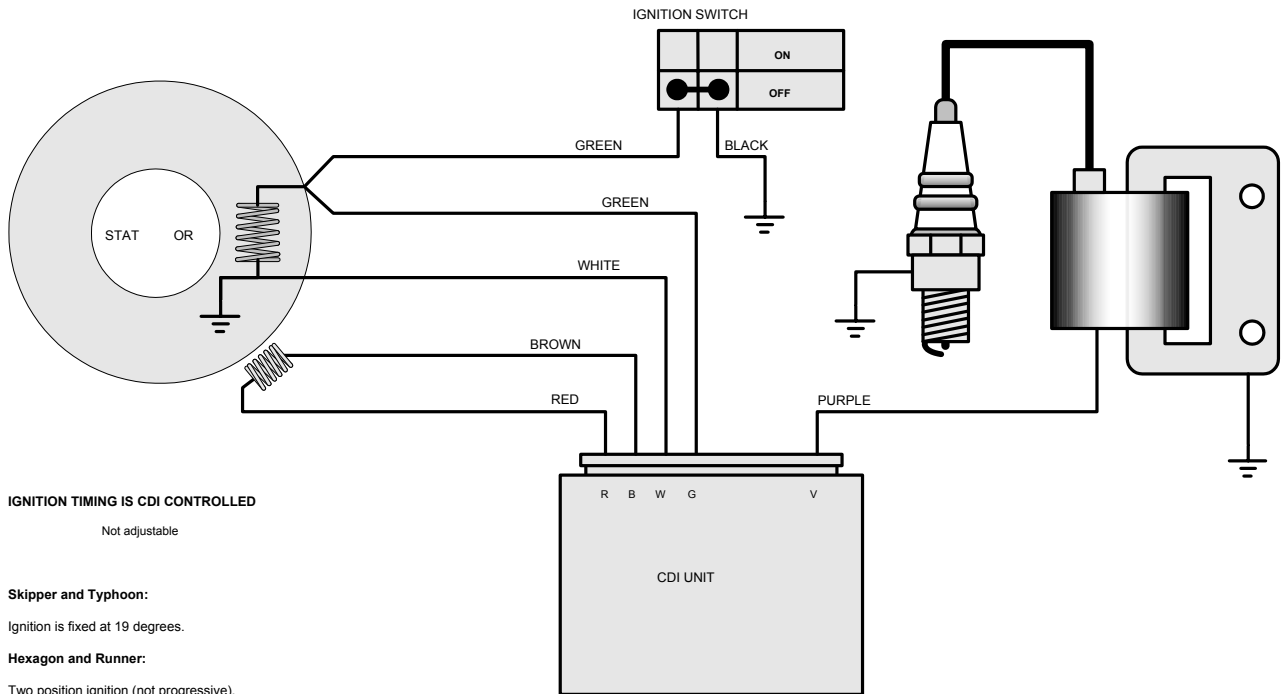 IGNITION SWITCH
ON
OFF
GREEN
BLACK
GREEN
STAT OR
WHITE
BROWN
RED
PURPLE
R B W G V
CDI UNIT
IGNITION TIMING IS CDI CONTROLLED
Not adjustable
Skipper and Typhoon:
Ignition is fixed at 19 degrees.
Hexagon and Runner:
Two position ignition (not progressive).